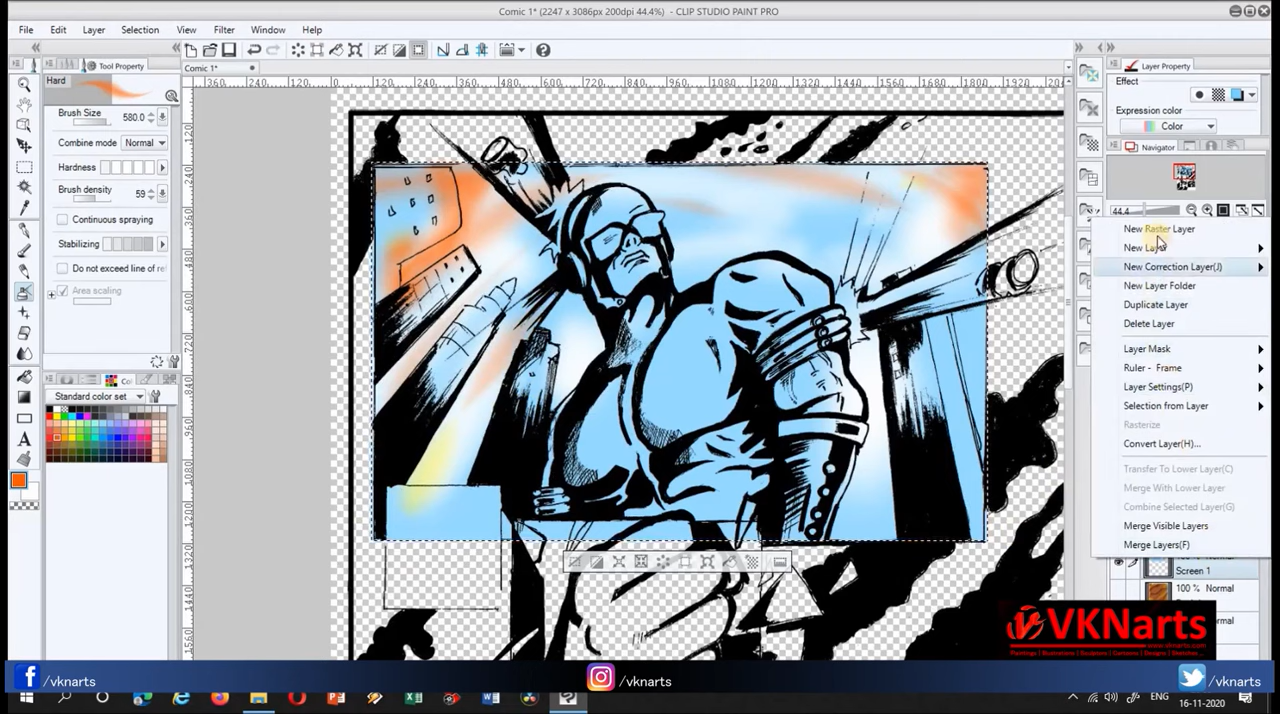 Comic 1* (2247 x 3086px 200dpi 44.4%) - CLIP STUDIO PAINT PRO
File Edit Layer Selection View Filter Window Help
Tool Property
Comic 1*
Layer Property
Hard
Effect
Brush Size 580.0
Expression color
Combine mode Normal
Color
Hardness
Navigator
Brush density 59
Continuous spraying
44.4
Stabilizing
Do not exceed line of re
Area scaling
New Raster Layer
New Layer
New Correction Layer(J)
New Layer Folder
Duplicate Layer
Delete Layer
Layer Mask
Ruler - Frame
Layer Settings(P)
Selection from Layer
Rasterize
Convert Layer(H)...
Transfer To Lower Layer(C)
Merge With Lower Layer
Combine Selected Layer(G)
Merge Visible Layers
Merge Layers(F)
Standard color set
Screen 1
100 % Normal
VKNarts
/vknarts
/vknarts
/vknarts
ENG
16-11-2020